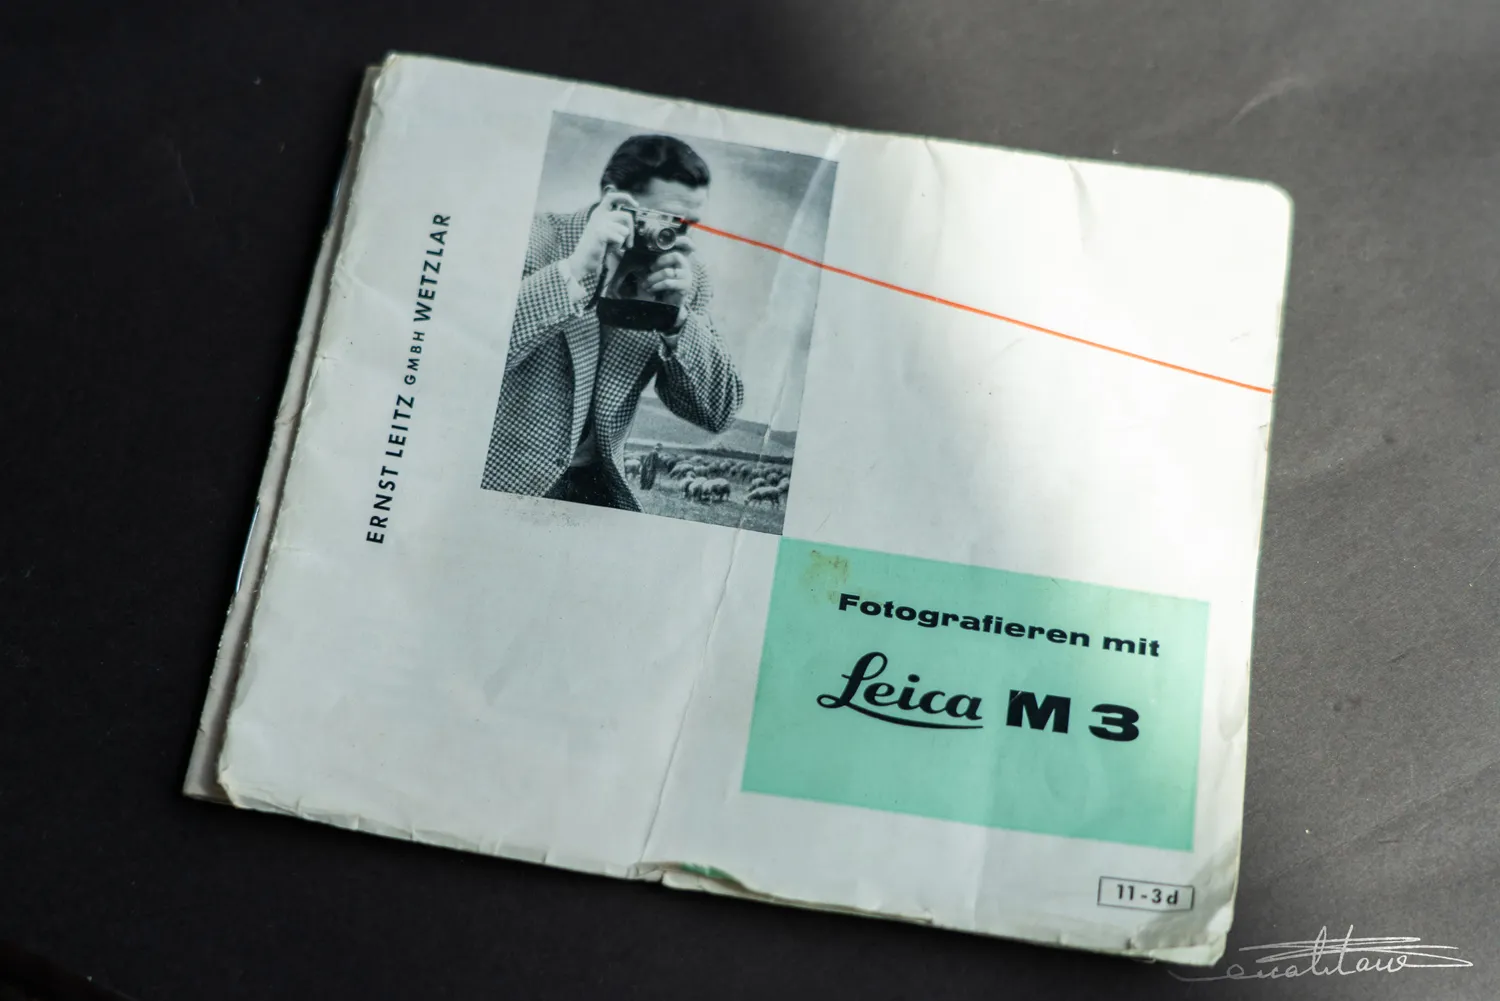 ERNST LEITZ GMBH WETZLAR
Fotografieren mit
Leica M3
11-3d